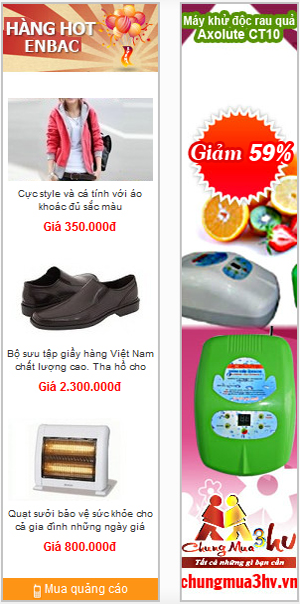 HÀNG HOT
ENBAC
Cực style và cá tính với áo
khoác đủ sắc màu
Giá 350.000đ
Bộ sưu tập giầy hàng Việt Nam
chất lượng cao. Tha hồ cho
Giá 2.300.000đ
Quạt sưởi bảo vệ sức khỏe cho
cả gia đình những ngày giá
Giá 800.000đ
Mua quảng cáo
Máy khử độc rau quả
Axolute CT10
Giảm 59%
Chung Mua 3hv
Tất cả những gì bạn cần
chungmua3hv.vn